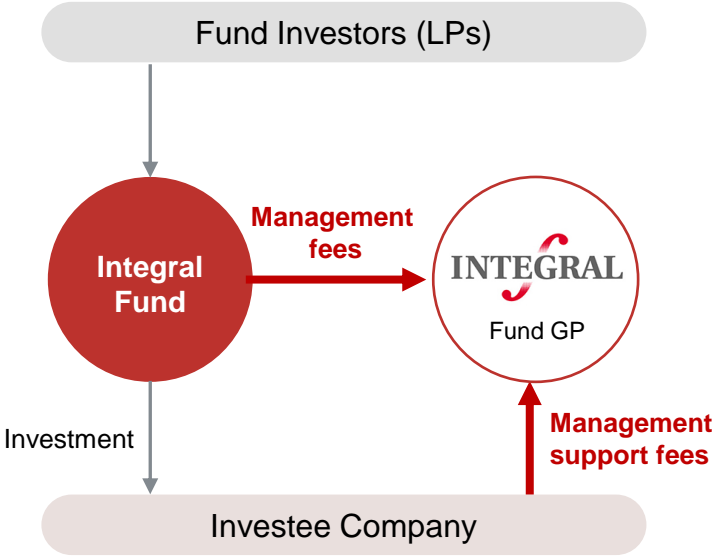 Fund Investors (LPs)
Management
fees
Integral
Fund
INTEGRAL
Fund GP
Investment
Management
support fees
Investee Company